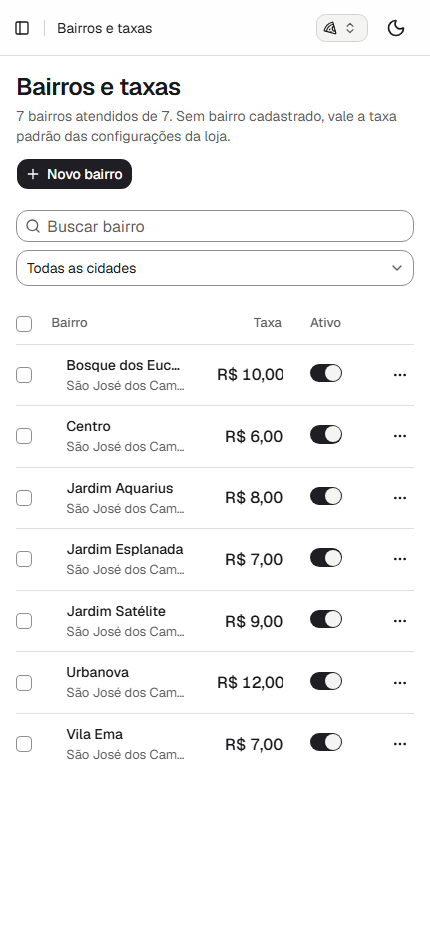 Bairros e taxas
Bairros e taxas
7 bairros atendidos de 7. Sem bairro cadastrado, vale a taxa
padrão das configurações da loja.
Novo bairro
Buscar bairro
Todas as cidades
Bairro Taxa Ativo
Bosque dos Euc...
São José dos Cam...
R$ 10,00
Centro
São José dos Cam...
R$ 6,00
Jardim Aquarius
São José dos Cam...
R$ 8,00
Jardim Esplanada
São José dos Cam...
R$ 7,00
Jardim Satélite
São José dos Cam...
R$ 9,00
Urbanova
São José dos Cam...
R$ 12,00
Vila Ema
São José dos Cam...
R$ 7,00